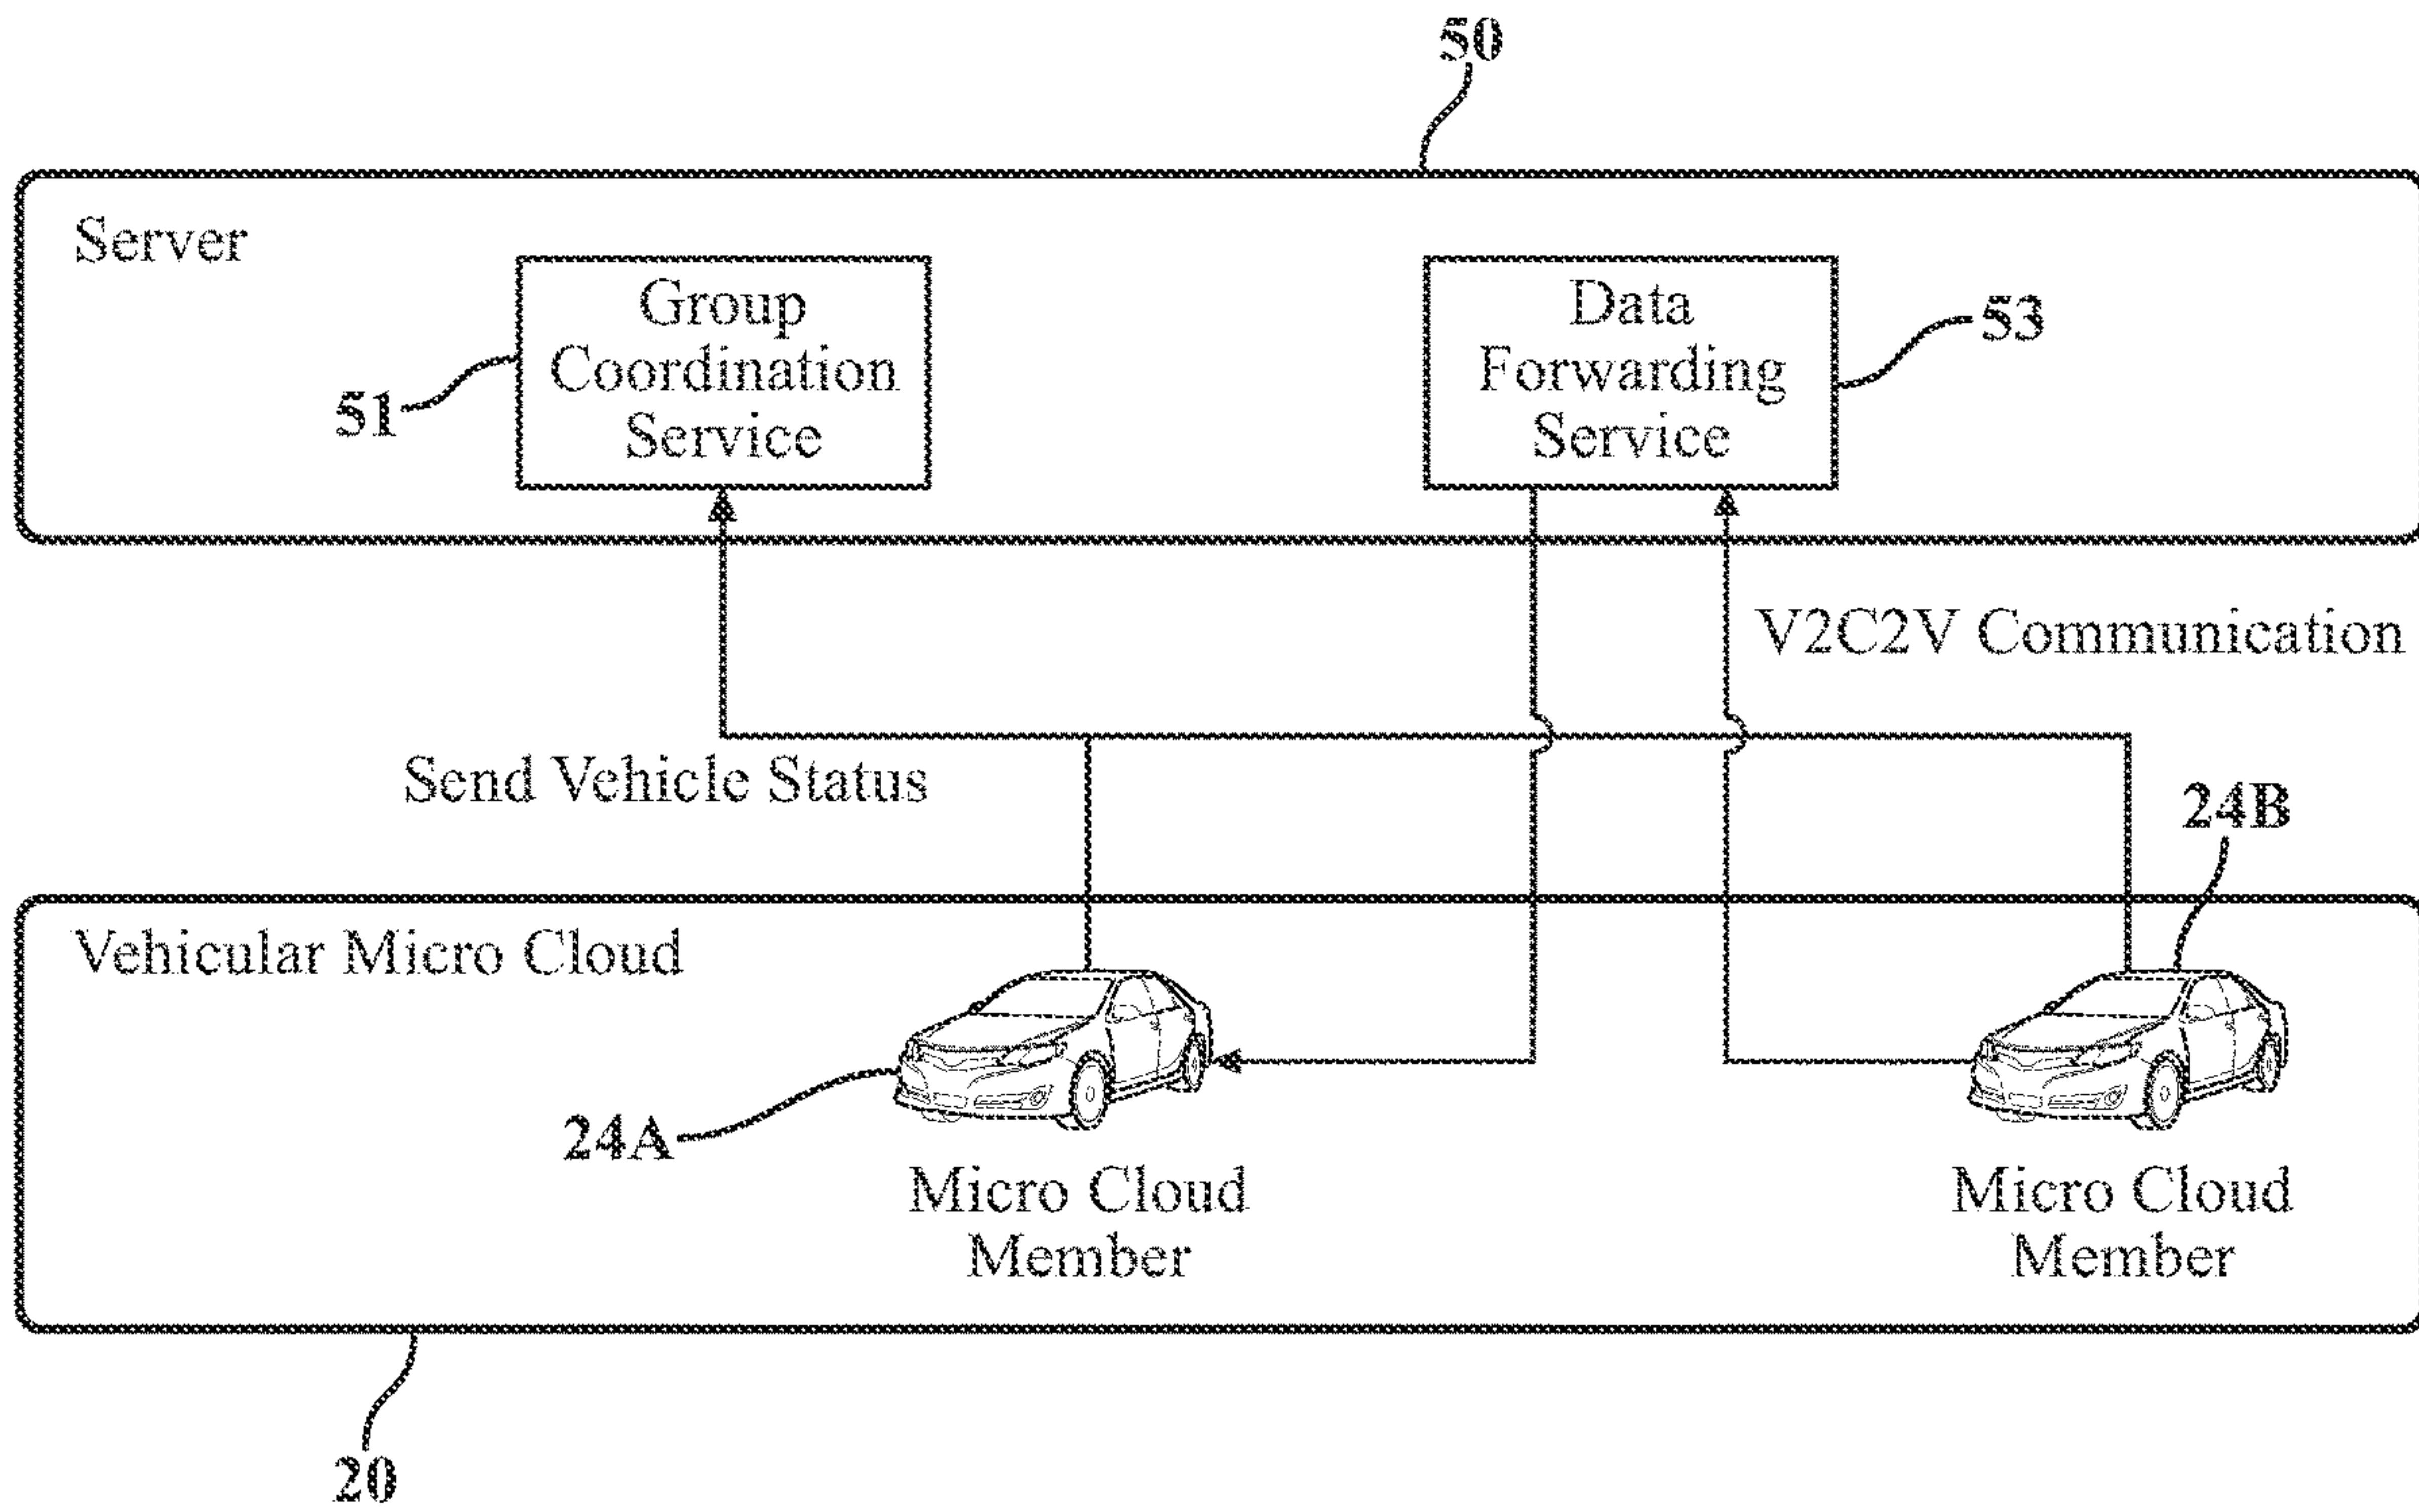 50
Server
Group
Coordination
Service
51
Data
Forwarding
Service
53
V2C2V Communication
Send Vehicle Status
24B
Vehicular Micro Cloud
24A
Micro Cloud
Member
Micro Cloud
Member
20